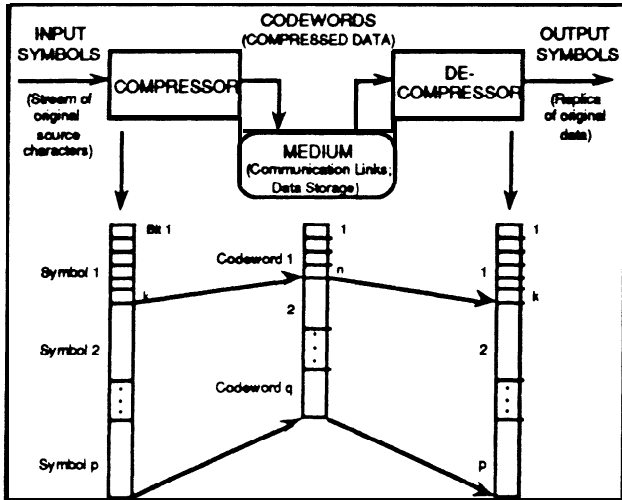 INPUT
SYMBOLS
(Stream of
original
source
characters)
COMPRESSOR
CODEWORDS
(COMPRESSED DATA)
MEDIUM
(Communication Links;
Data Storage)
DE-
COMPRESSOR
OUTPUT
SYMBOLS
(Replica
of original
data)
Bit 1
Symbol 1
k
Symbol 2
Symbol p
1
Codeword 1
n
2
Codeword q
1
1
k
2
p